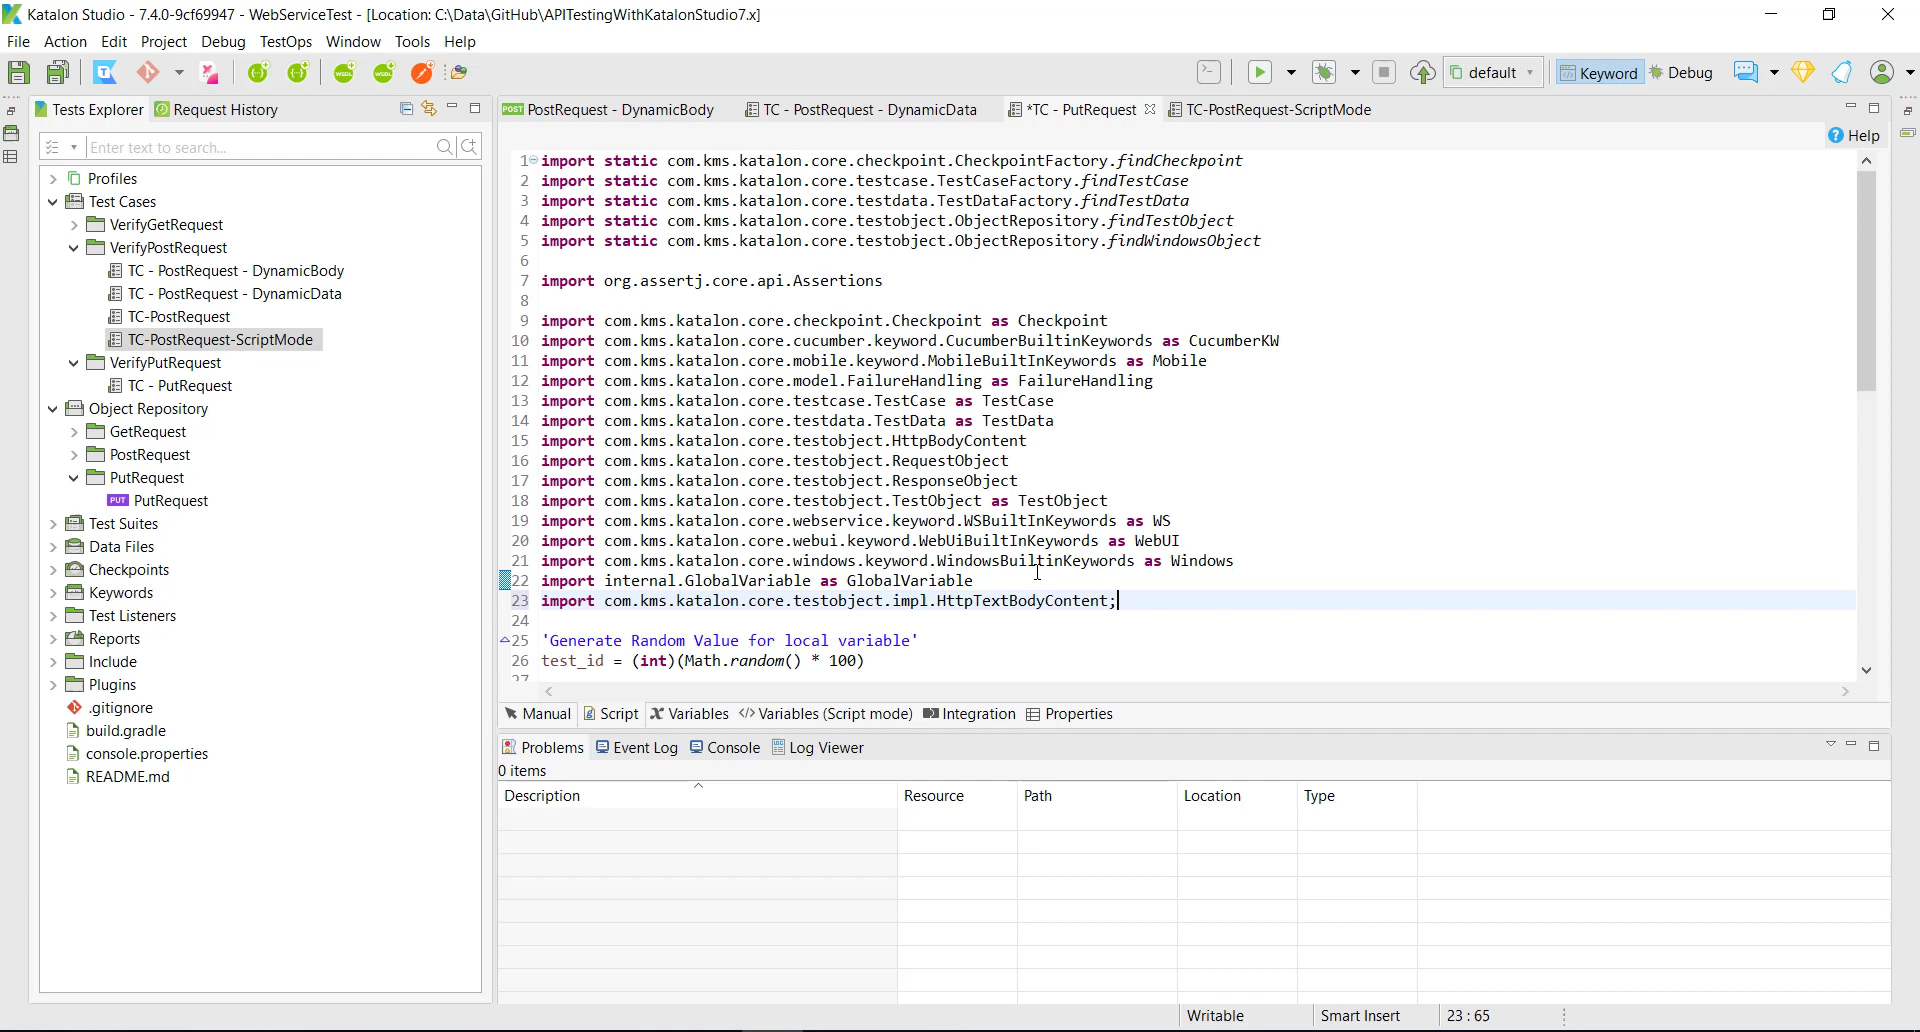 Katalon Studio - 7.4.0-9cf69947 - WebServiceTest - [Location: C:\Data\GitHub\APITestingWithKatalonStudio7.x]
File Action Edit Project Debug TestOps Window Tools Help
default
Keyword
Debug
Tests Explorer
Request History
Enter text to search...
Profiles
Test Cases
VerifyGetRequest
VerifyPostRequest
TC - PostRequest - DynamicBody
TC - PostRequest - DynamicData
TC-PostRequest
TC-PostRequest-ScriptMode
VerifyPutRequest
TC - PutRequest
Object Repository
GetRequest
PostRequest
PutRequest
PUT PutRequest
Test Suites
Data Files
Checkpoints
Keywords
Test Listeners
Reports
Include
Plugins
.gitignore
build.gradle
console.properties
README.md
POST PostRequest - DynamicBody
TC - PostRequest - DynamicData
*TC - PutRequest
TC-PostRequest-ScriptMode
Help
1 import static com.kms.katalon.core.checkpoint.CheckpointFactory.findCheckpoint
2 import static com.kms.katalon.core.testcase.TestCaseFactory.findTestCase
3 import static com.kms.katalon.core.testdata.TestDataFactory.findTestData
4 import static com.kms.katalon.core.testobject.ObjectRepository.findTestObject
5 import static com.kms.katalon.core.testobject.ObjectRepository.findWindowsObject
6
7 import org.assertj.core.api.Assertions
8
9 import com.kms.katalon.core.checkpoint.Checkpoint as Checkpoint
10 import com.kms.katalon.core.cucumber.keyword.CucumberBuiltinKeywords as CucumberKW
11 import com.kms.katalon.core.mobile.keyword.MobileBuiltInKeywords as Mobile
12 import com.kms.katalon.core.model.FailureHandling as FailureHandling
13 import com.kms.katalon.core.testcase.TestCase as TestCase
14 import com.kms.katalon.core.testdata.TestData as TestData
15 import com.kms.katalon.core.testobject.HttpBodyContent
16 import com.kms.katalon.core.testobject.RequestObject
17 import com.kms.katalon.core.testobject.ResponseObject
18 import com.kms.katalon.core.testobject.TestObject as TestObject
19 import com.kms.katalon.core.webservice.keyword.WSBuiltInKeywords as WS
20 import com.kms.katalon.core.webui.keyword.WebUiBuiltInKeywords as WebUI
21 import com.kms.katalon.core.windows.keyword.WindowsBuiltinKeywords as Windows
22 import internal.GlobalVariable as GlobalVariable
23 import com.kms.katalon.core.testobject.impl.HttpTextBodyContent;
24
25 'Generate Random Value for local variable'
26 test_id = (int)(Math.random() * 100)
27
Manual
Script
Variables
Variables (Script mode)
Integration
Properties
Problems
Event Log
Console
Log Viewer
0 items
Description Resource Path Location Type
Writable Smart Insert 23 : 65